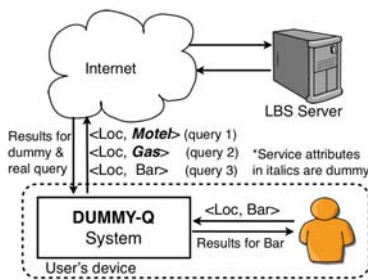 Internet
LBS Server
Results for
dummy &
real query
<Loc, Motel> (query 1)
<Loc, Gas> (query 2)
<Loc, Bar> (query 3)
*Service attributes
in italics are dummy
DUMMY-Q
System
<Loc, Bar>
Results for Bar
User's device